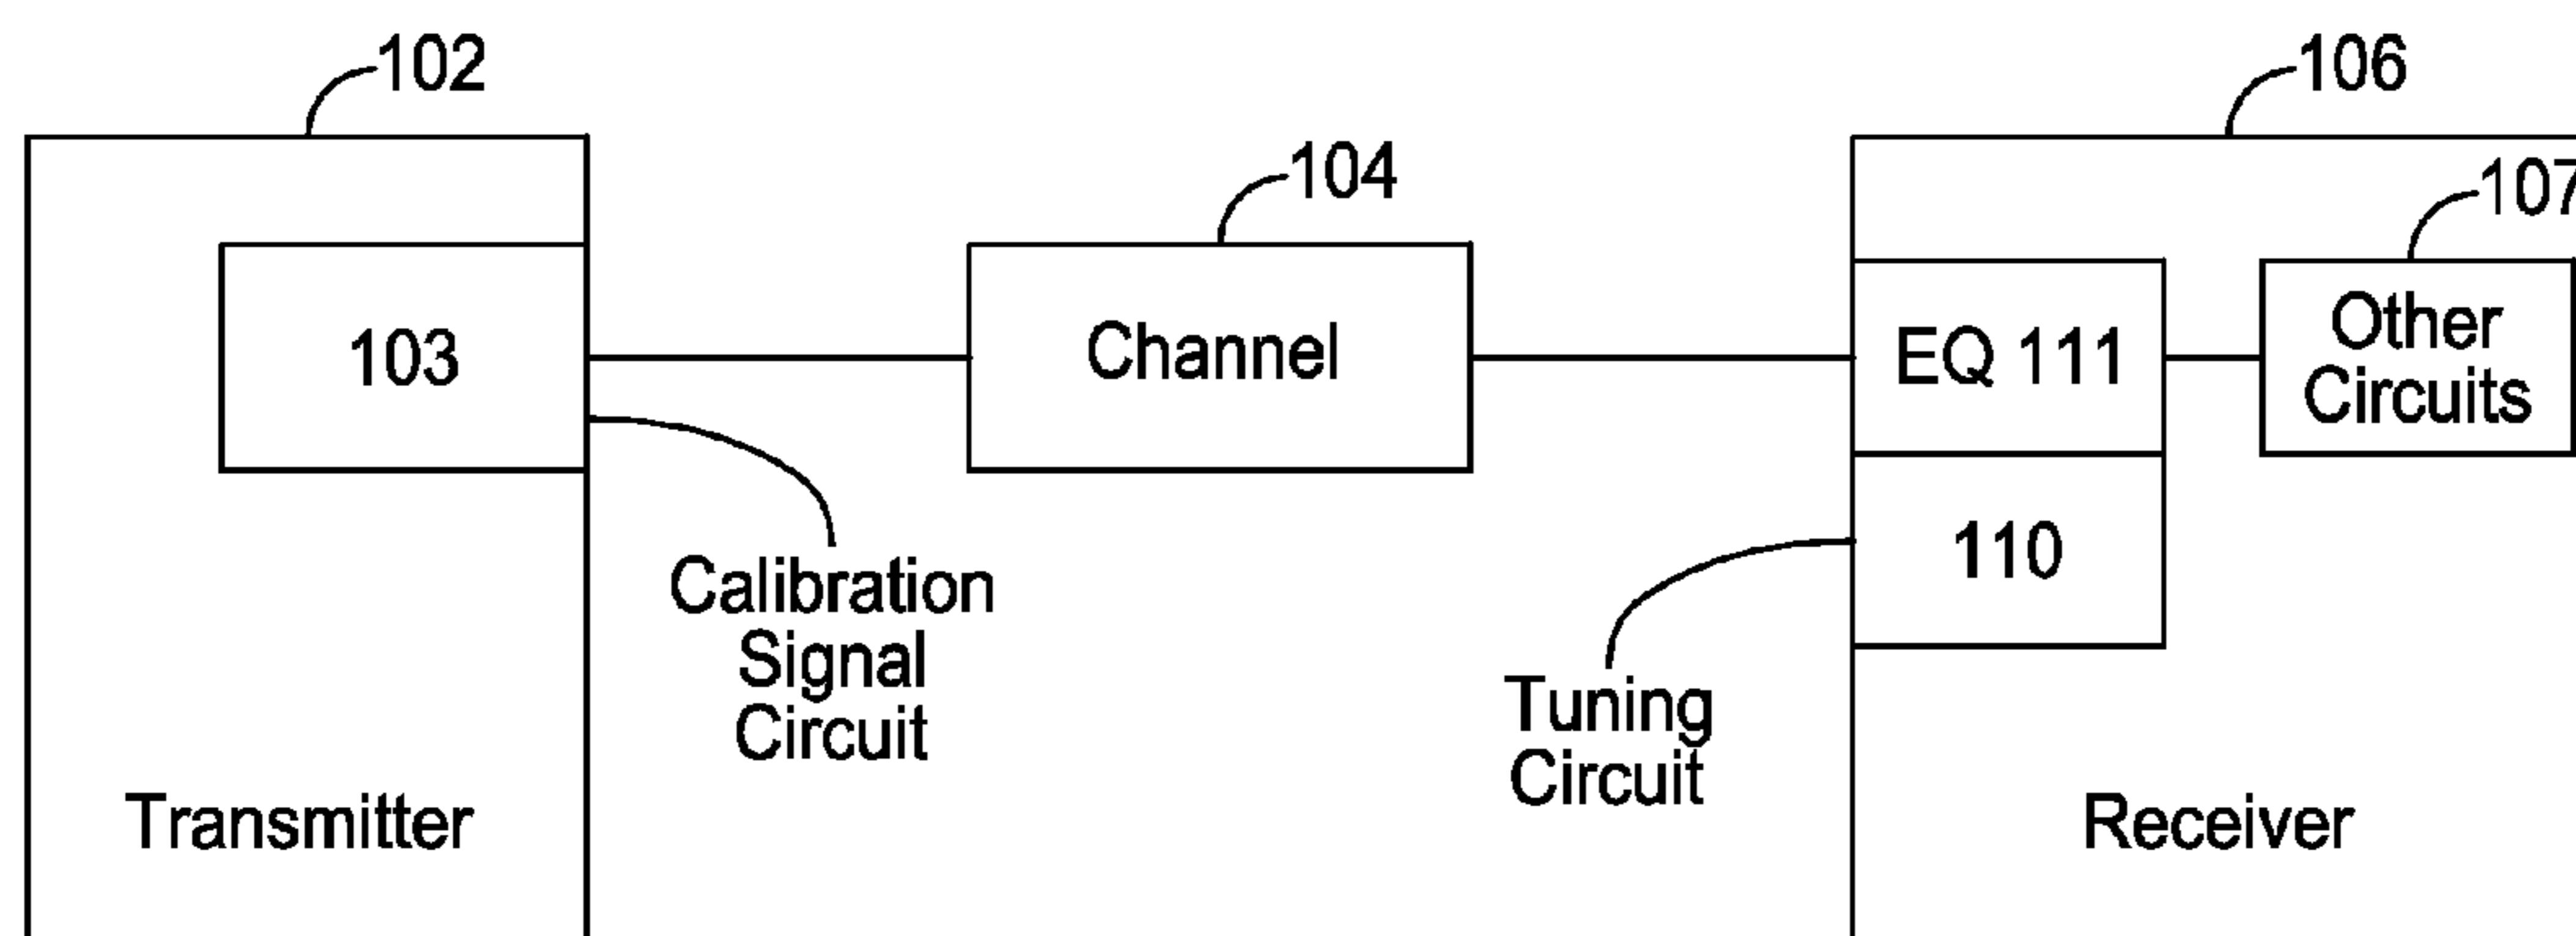 102
106
104
107
103
Channel
EQ 111
Other
Circuits
110
Calibration
Signal
Circuit
Tuning
Circuit
Transmitter
Receiver